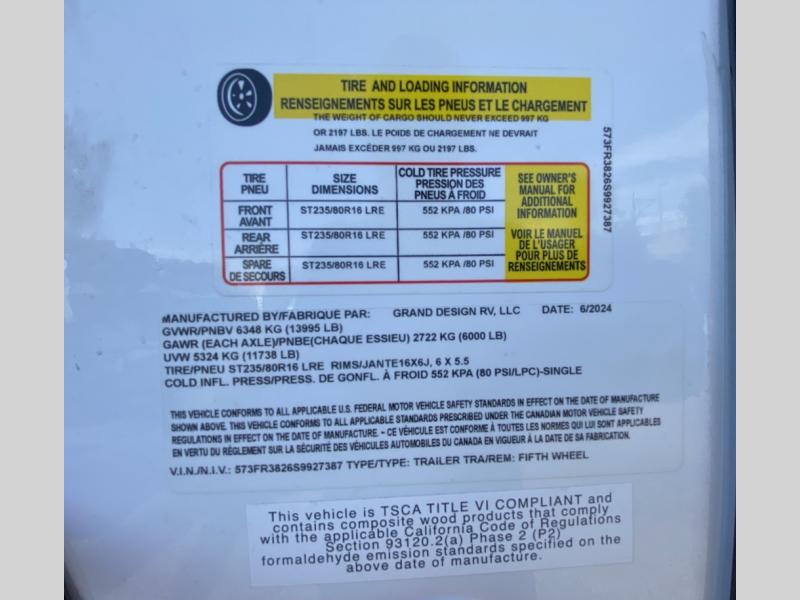 TIRE AND LOADING INFORMATION
RENSEIGNEMENTS SUR LES PNEUS ET LE CHARGEMENT
THE WEIGHT OF CARGO SHOULD NEVER EXCEED 997 KG
OR 2197 LBS. LE POIDS DE CHARGEMENT NE DEVRAIT
JAMAIS EXCÉDER 997 KG OU 2197 LBS.
TIRE
PNEU
SIZE
DIMENSIONS
COLD TIRE PRESSURE
PRESSION DES
PNEUS À FROID
FRONT
AVANT
ST235/80R16 LRE
552 KPA /80 PSI
REAR
ARRIÈRE
ST235/80R16 LRE
552 KPA /80 PSI
SPARE
DE SECOURS
ST235/80R16 LRE
552 KPA /80 PSI
SEE OWNER'S
MANUAL FOR
ADDITIONAL
INFORMATION
VOIR LE MANUEL
DE L'USAGER
POUR PLUS DE
RENSEIGNEMENTS
573FR3826S9927387
MANUFACTURED BY/FABRIQUÉ PAR: GRAND DESIGN RV, LLC DATE: 6/2024
GVWR/PNBV 6348 KG (13995 LB)
GAWR (EACH AXLE)/PNBE(CHAQUE ESSIEU) 2722 KG (6000 LB)
UVW 5324 KG (11738 LB)
TIRE/PNEU ST235/80R16 LRE RIMS/JANTE16X6J, 6 X 5.5
COLD INFL. PRESS/PRESS. DE GONFL. À FROID 552 KPA (80 PSI/LPC)-SINGLE
THIS VEHICLE CONFORMS TO ALL APPLICABLE U.S. FEDERAL MOTOR VEHICLE SAFETY STANDARDS IN EFFECT ON THE DATE OF MANUFACTURE
SHOWN ABOVE. THIS VEHICLE CONFORMS TO ALL APPLICABLE STANDARDS PRESCRIBED UNDER THE CANADIAN MOTOR VEHICLE SAFETY
REGULATIONS IN EFFECT ON THE DATE OF MANUFACTURE. - CE VÉHICULE EST CONFORME À TOUTES LES NORMES QUI LUI SONT APPLICABLES
EN VERTU DU RÈGLEMENT SUR LA SÉCURITÉ DES VÉHICULES AUTOMOBILES DU CANADA EN VIGUEUR À LA DATE DE SA FABRICATION.
V.I.N./N.I.V.: 573FR3826S9927387 TYPE/TYPE: TRAILER TRA/REM: FIFTH WHEEL
This vehicle is TSCA TITLE VI COMPLIANT and
contains composite wood products that comply
with the applicable California Code of Regulations
Section 93120.2(a) Phase 2 (P2)
formaldehyde emission standards specified on the
above date of manufacture.